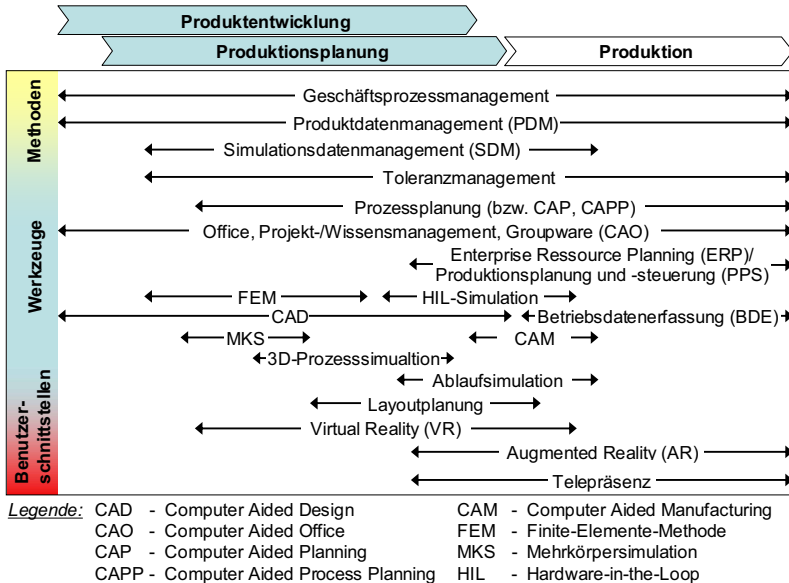 Produktentwicklung
Produktionsplanung
Produktion
Methoden
Geschäftsprozessmanagement
Produktdatenmanagement (PDM)
Simulationsdatenmanagement (SDM)
Toleranzmanagement
Werkzeuge
Prozessplanung (bzw. CAP, CAPP)
Office, Projekt-/Wissensmanagement, Groupware (CAO)
Enterprise Ressource Planning (ERP)/
Produktionsplanung und -steuerung (PPS)
FEM HIL-Simulation
CAD Betriebsdatenerfassung (BDE)
MKS CAM
3D-Prozesssimualtion
Ablaufsimulation
Layoutplanung
Benutzer-
schnittstellen
Virtual Reality (VR)
Augmented Reality (AR)
Telepräsenz
Legende: CAD - Computer Aided Design CAM - Computer Aided Manufacturing
CAO - Computer Aided Office FEM - Finite-Elemente-Methode
CAP - Computer Aided Planning MKS - Mehrkörpersimulation
CAPP - Computer Aided Process Planning HIL - Hardware-in-the-Loop